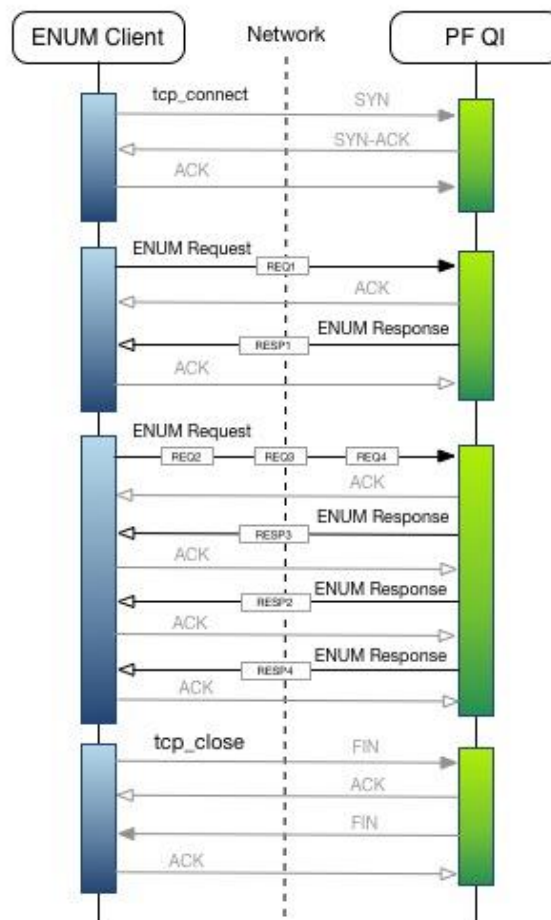 ENUM Client
Network
PF QI
tcp_connect
SYN
SYN-ACK
ACK
ENUM Request
REQ1
ACK
ENUM Response
RESP1
ACK
ENUM Request
REQ2 REQ3 REQ4
ACK
ENUM Response
RESP3
ACK
ENUM Response
RESP2
ACK
ENUM Response
RESP4
ACK
tcp_close
FIN
ACK
FIN
ACK